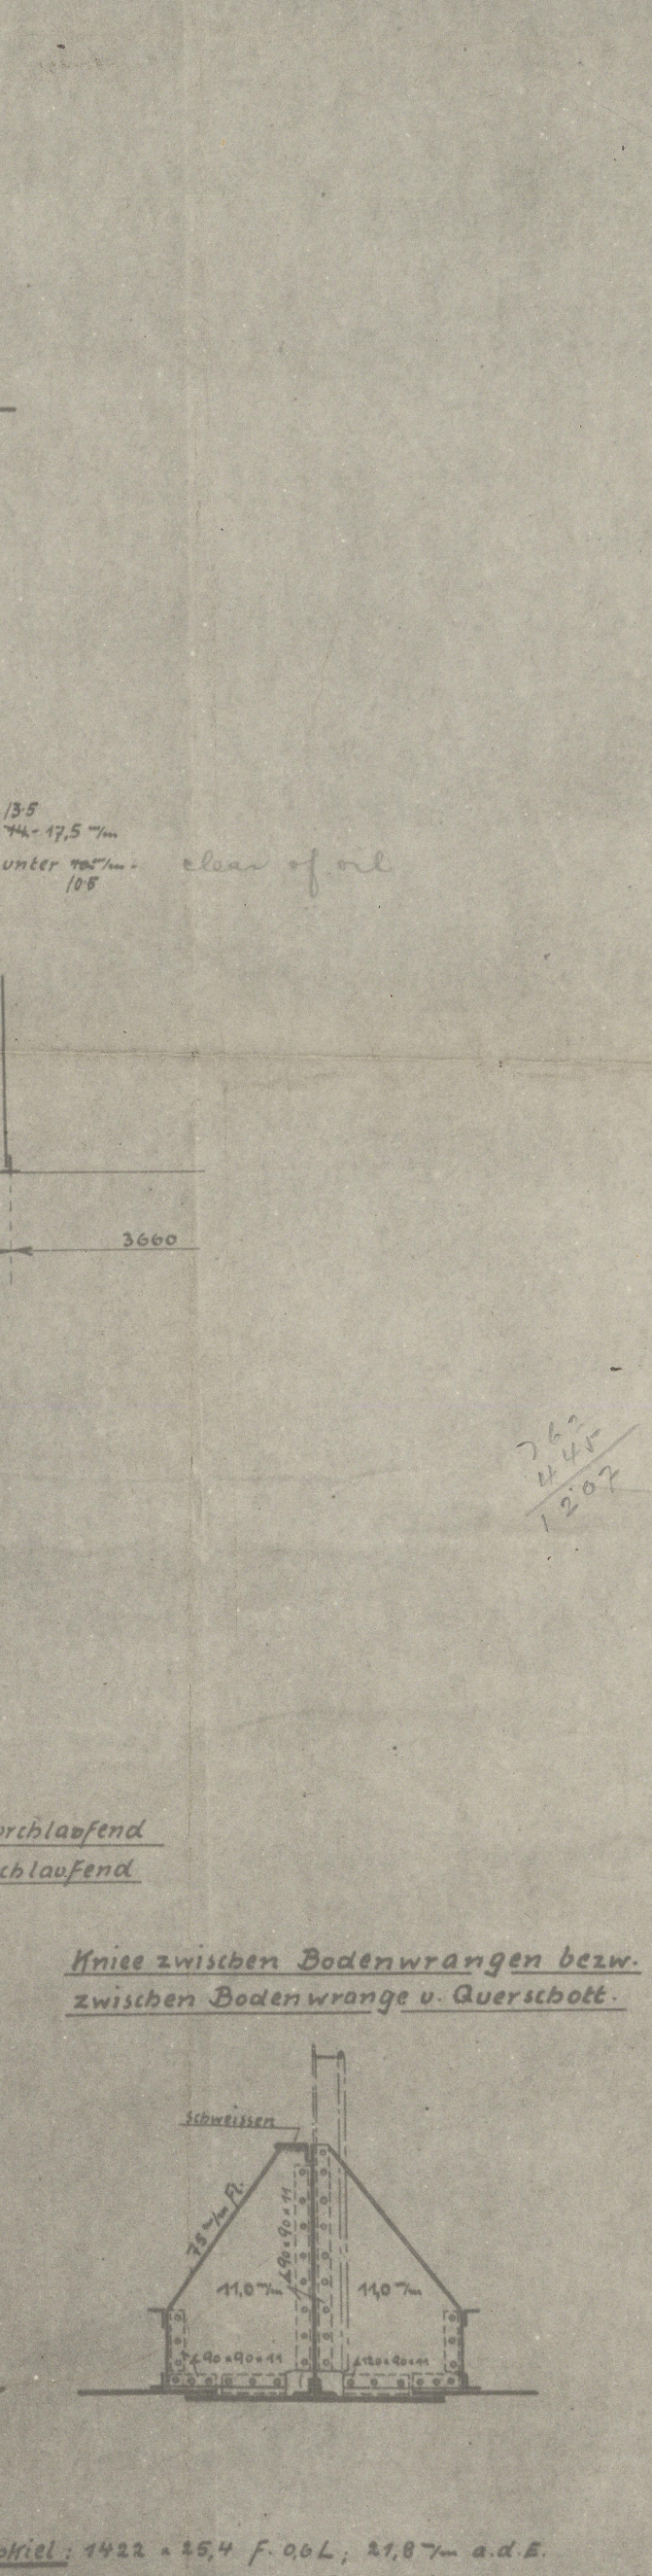 13.5
14-17,5 m/m
unter 10 m/m.
10.5
clear of oil
3660
762
445
1207
rchlaufend
chlaufend
Kniee zwischen Bodenwrangen bezw.
zwischen Bodenwrange u. Querschott.
schweissen
75 m/m Fl.
∠90×90×11
11,0 m/m
11,0 m/m
∠90×90×11
∠120×90×11
kiel: 1422 × 25,4 f. 0,6 L; 21,8 m/m a.d.E.